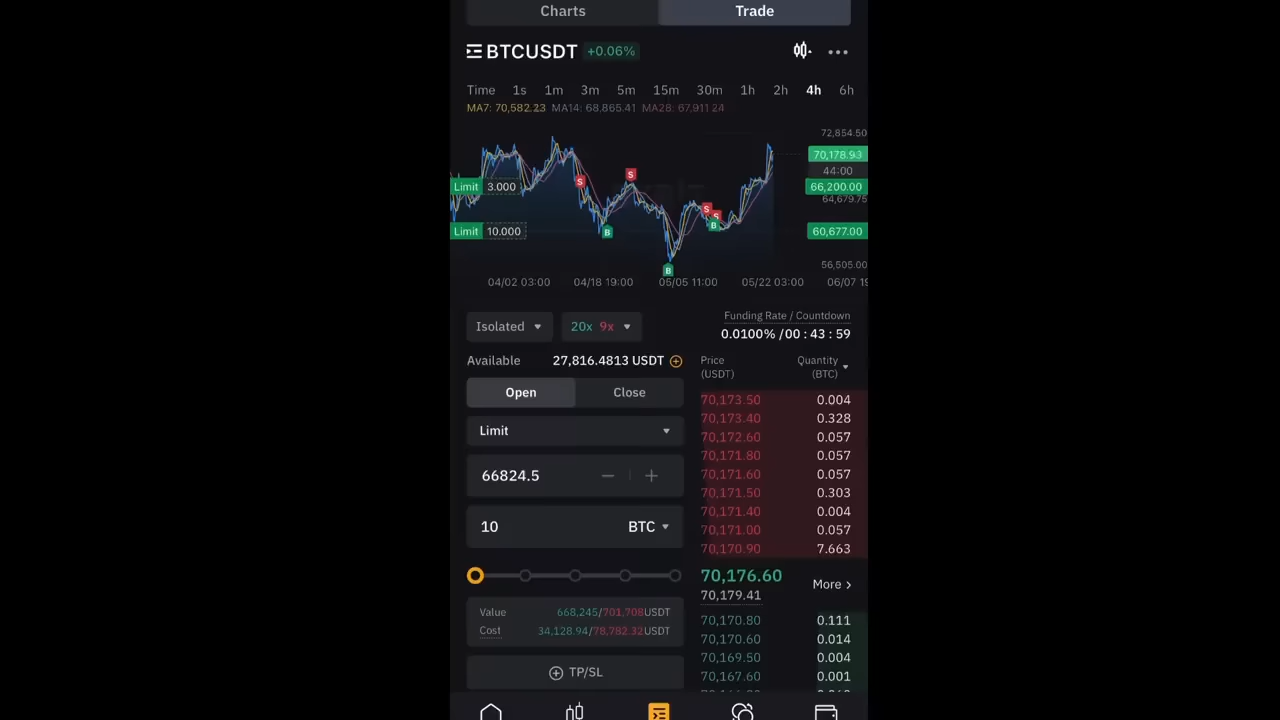 Charts Trade
BTCUSDT +0.06%
Time 1s 1m 3m 5m 15m 30m 1h 2h 4h 6h
MA7: 70,582.23 MA14: 68,865.41 MA28: 67,911.24
72,854.50
70,178.93
44:00
Limit 3.000
66,200.00
64,679.75
S
S
S
S
B
B
B
Limit 10.000
60,677.00
56,505.00
04/02 03:00 04/18 19:00 05/05 11:00 05/22 03:00 06/07 19
Isolated 20x 9x
Funding Rate / Countdown
0.0100% /00 : 43 : 59
Available 27,816.4813 USDT
Open Close
Limit
66824.5
10 BTC
Value 668,245/701,708USDT
Cost 34,128.94/78,782.32USDT
TP/SL
Price Quantity
(USDT) (BTC)
70,173.50 0.004
70,173.40 0.328
70,172.60 0.057
70,171.80 0.057
70,171.60 0.057
70,171.50 0.303
70,171.40 0.004
70,171.00 0.057
70,170.90 7.663
70,176.60
70,179.41
More >
70,170.80 0.111
70,170.60 0.014
70,169.50 0.004
70,167.60 0.001